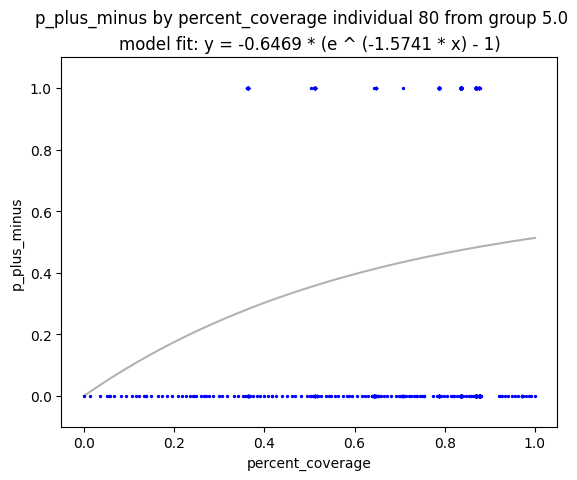 p_plus_minus by percent_coverage individual 80 from group 5.0
model fit: y = -0.6469 * (e ^ (-1.5741 * x) - 1)
1.0
0.8
0.6
0.4
0.2
0.0
p_plus_minus
0.0 0.2 0.4 0.6 0.8 1.0
percent_coverage